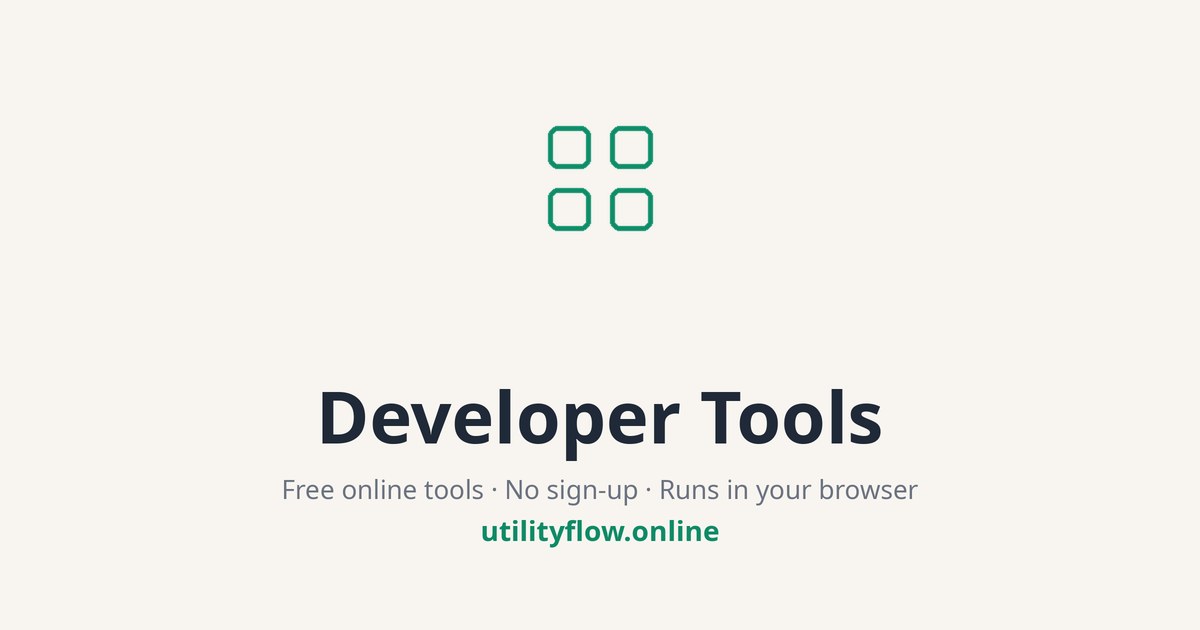 Developer Tools
Free online tools · No sign-up · Runs in your browser
utilityflow.online